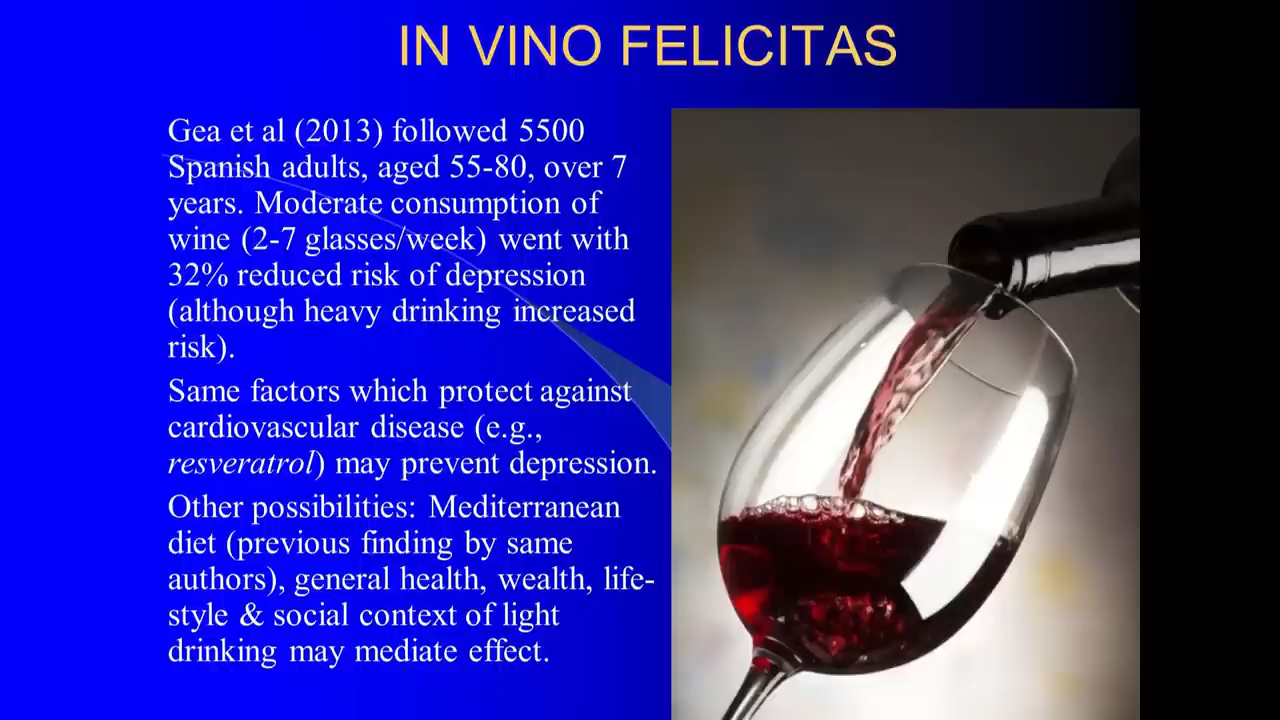 IN VINO FELICITAS
Gea et al (2013) followed 5500
Spanish adults, aged 55-80, over 7
years. Moderate consumption of
wine (2-7 glasses/week) went with
32% reduced risk of depression
(although heavy drinking increased
risk).
Same factors which protect against
cardiovascular disease (e.g.,
resveratrol) may prevent depression.
Other possibilities: Mediterranean
diet (previous finding by same
authors), general health, wealth, life-
style & social context of light
drinking may mediate effect.